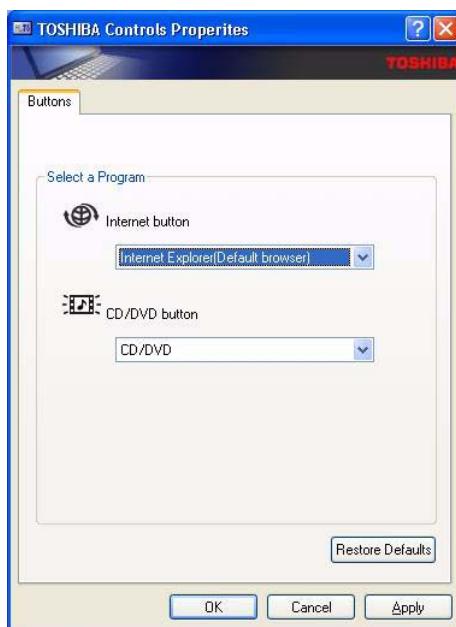 TOSHIBA Controls Properites
TOSHIBA
Buttons
Select a Program
Internet button
Internet Explorer(Default browser)
CD/DVD button
CD/DVD
Restore Defaults
OK
Cancel
Apply